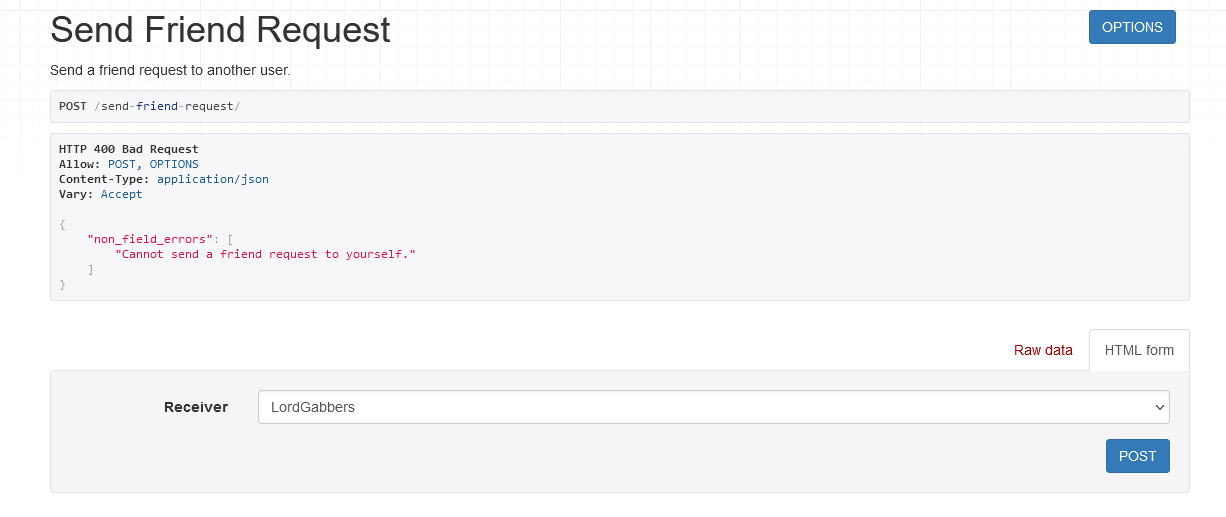 Send Friend Request
OPTIONS
Send a friend request to another user.
POST /send-friend-request/
HTTP 400 Bad Request
Allow: POST, OPTIONS
Content-Type: application/json
Vary: Accept
{
    "non_field_errors": [
        "Cannot send a friend request to yourself."
    ]
}
Raw data
HTML form
Receiver
LordGabbers
POST